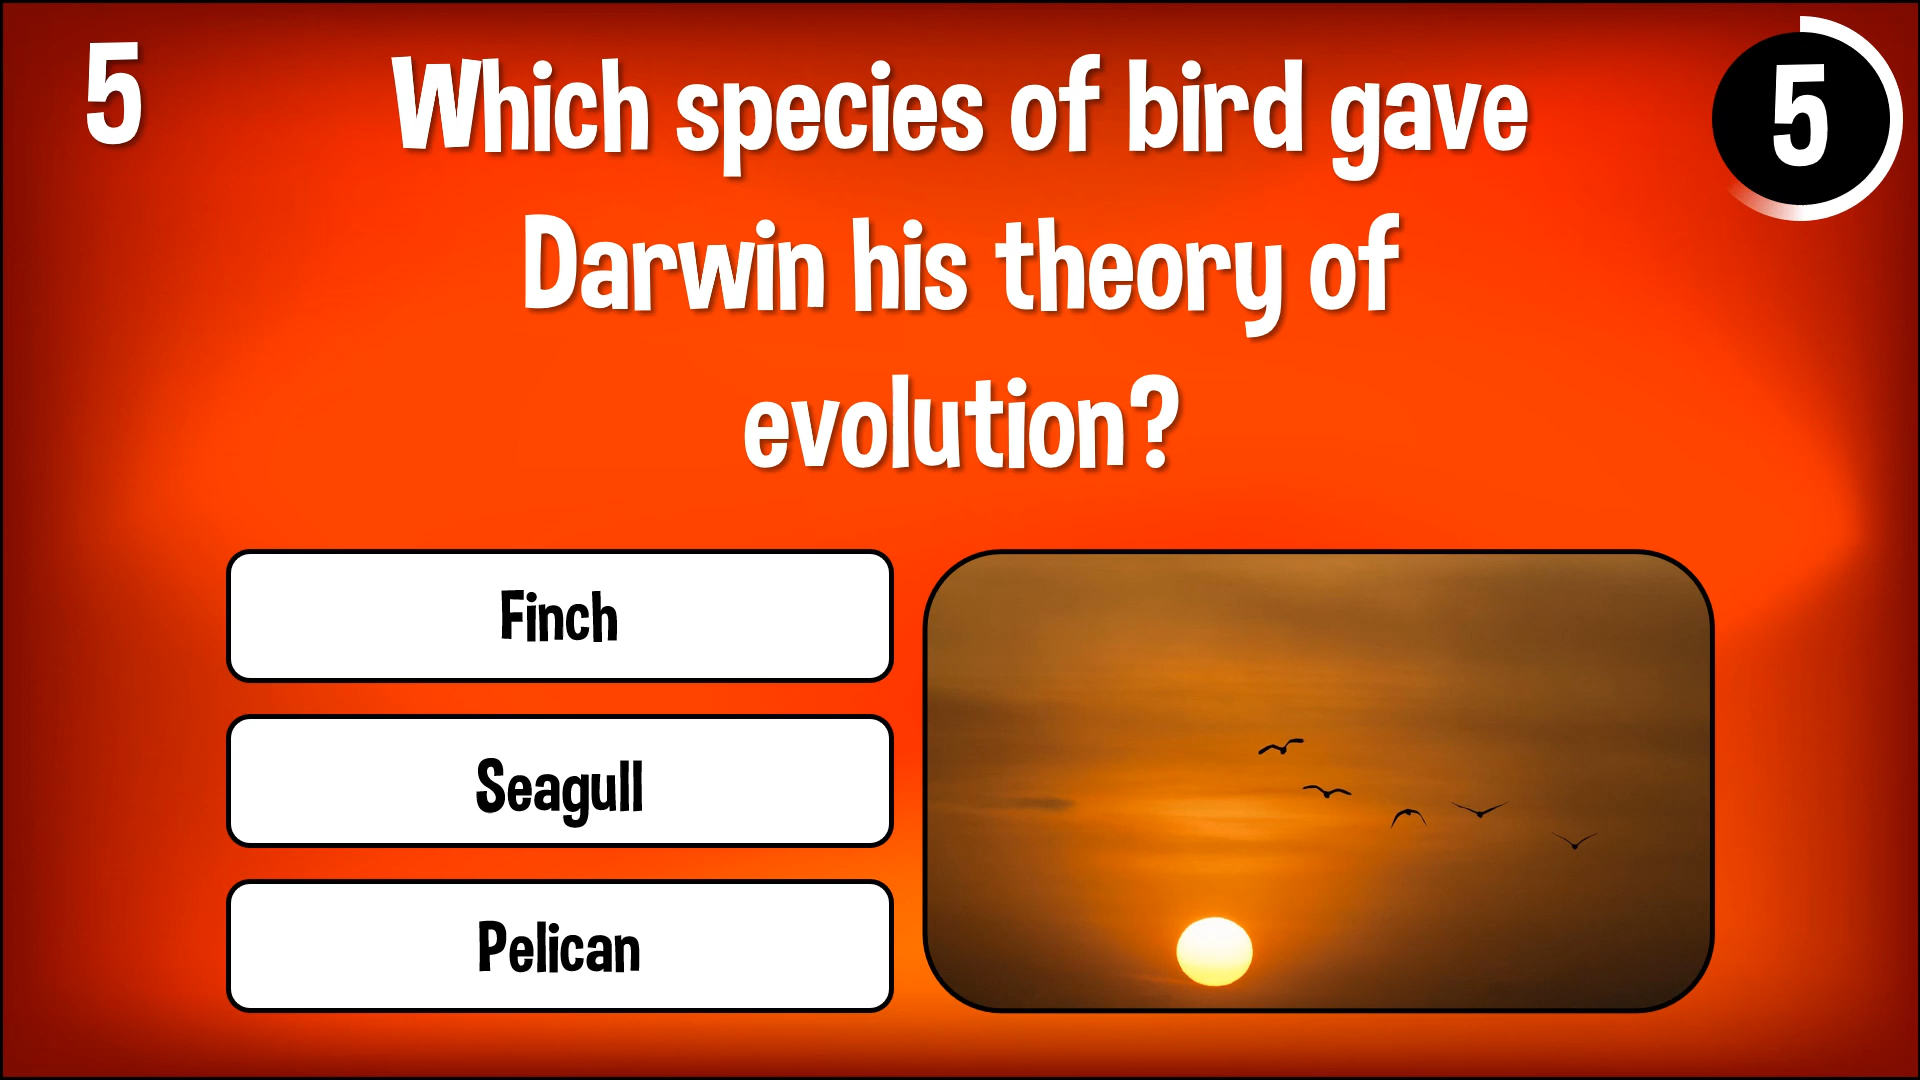 5
Which species of bird gave
Darwin his theory of
evolution?
5
Finch
Seagull
Pelican